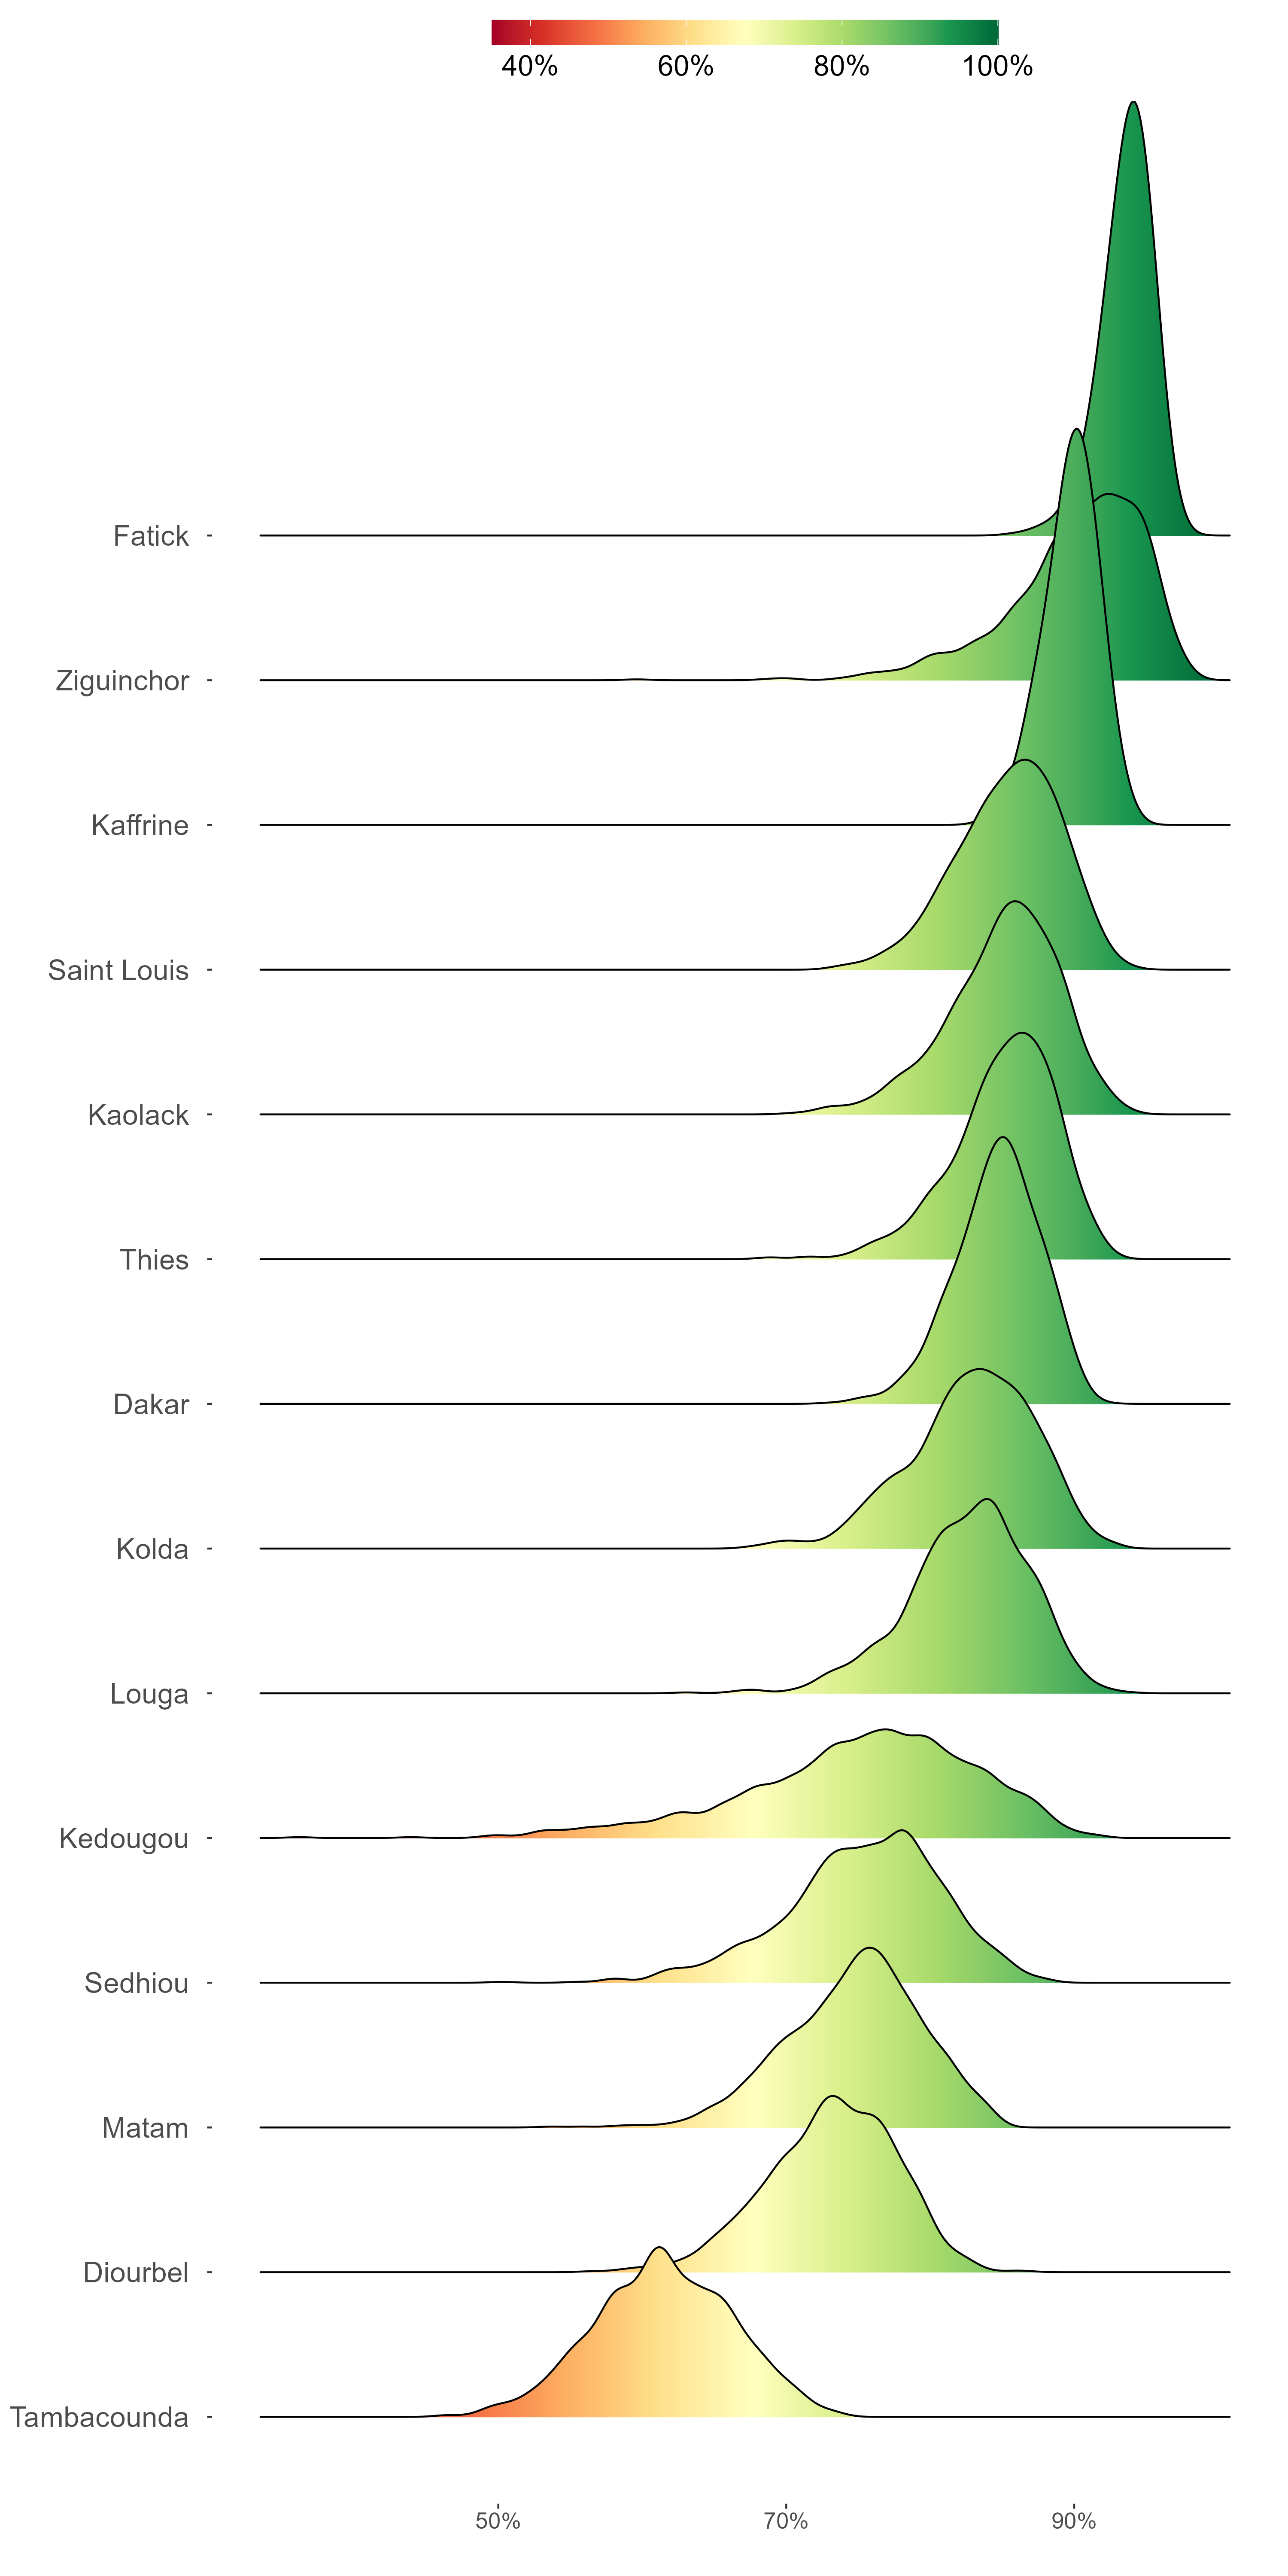 40% 60% 80% 100%
Fatick
Ziguinchor
Kaffrine
Saint Louis
Kaolack
Thies
Dakar
Kolda
Louga
Kedougou
Sedhiou
Matam
Diourbel
Tambacounda
50% 70% 90%